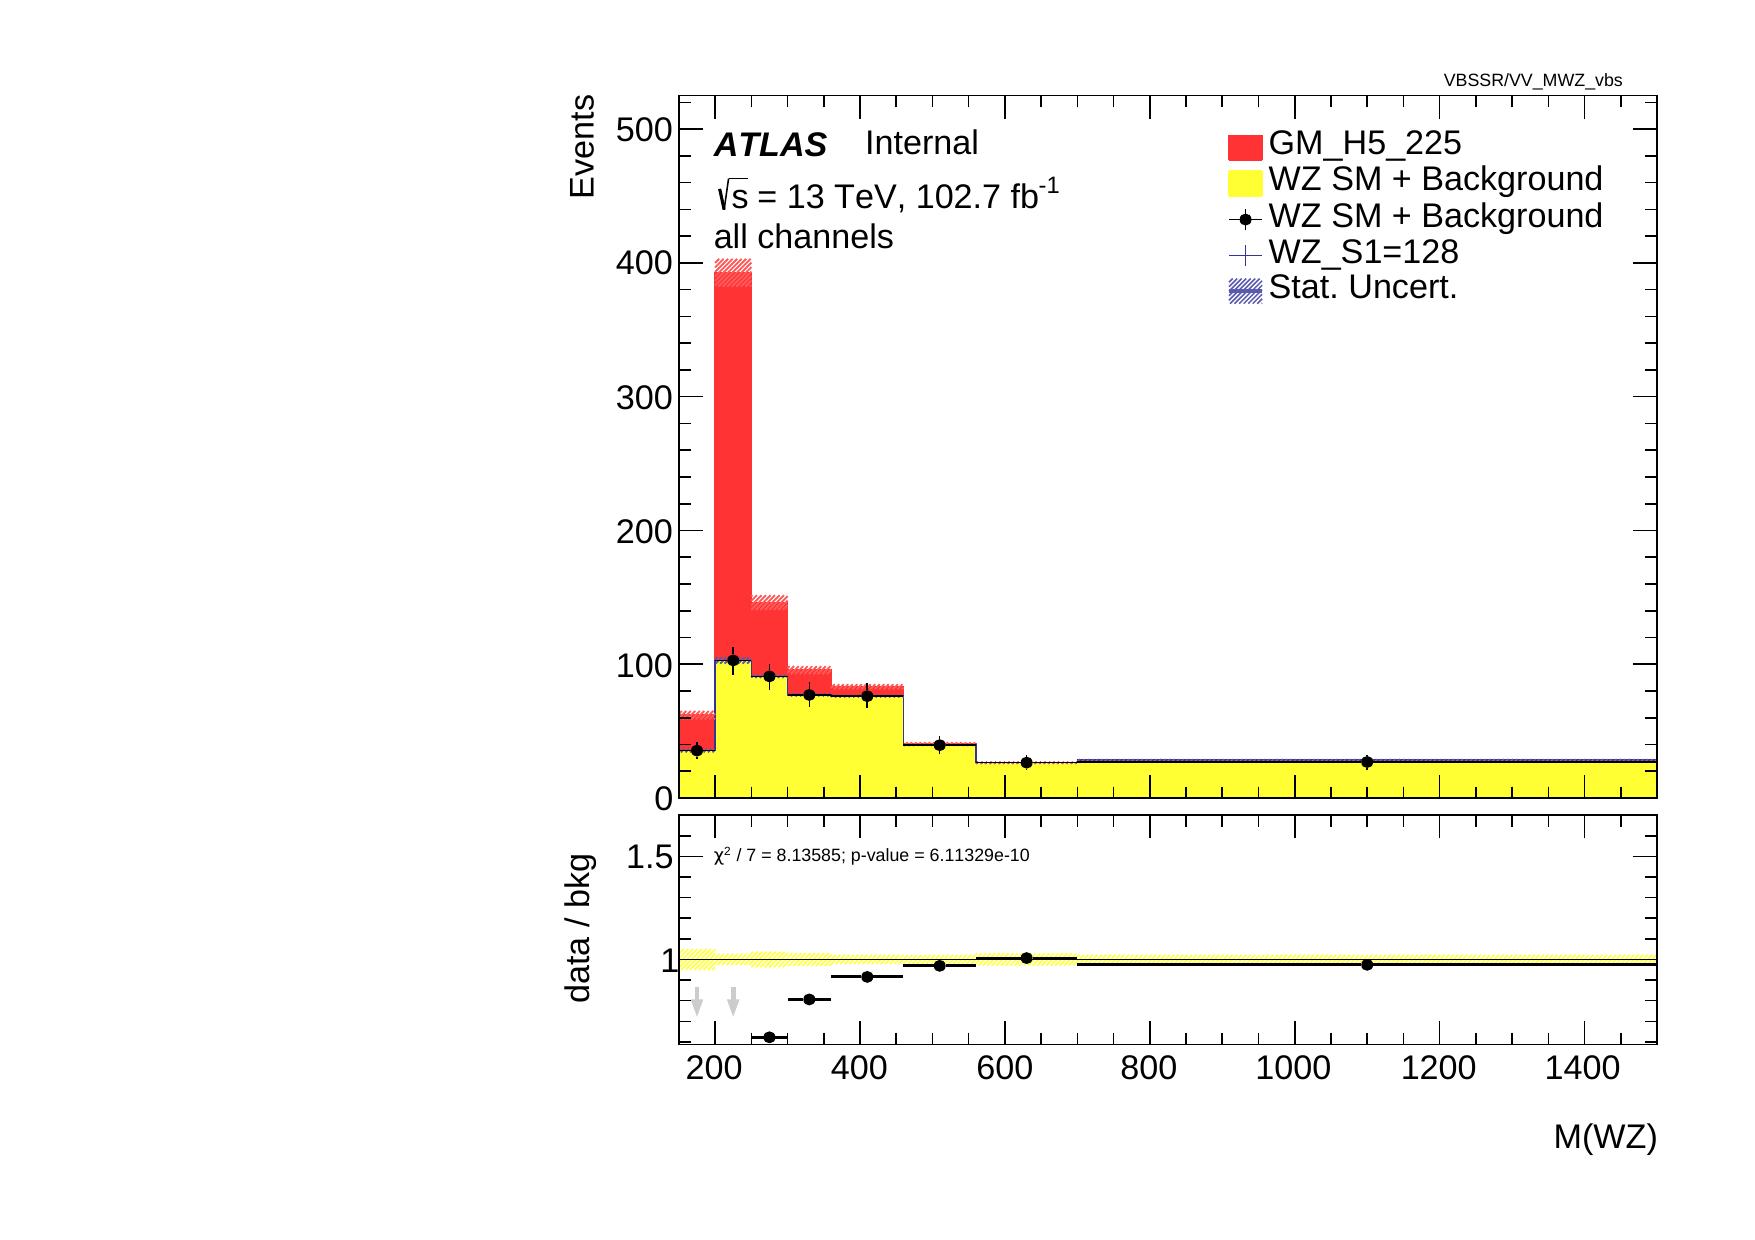 VBSSR/VV_MWZ_vbs
Events
500
400
300
200
100
0
ATLAS Internal
√s = 13 TeV, 102.7 fb-1
all channels
GM_H5_225
WZ SM + Background
WZ SM + Background
WZ_S1=128
Stat. Uncert.
data / bkg
1.5
1
χ2 / 7 = 8.13585; p-value = 6.11329e-10
200 400 600 800 1000 1200 1400
M(WZ)